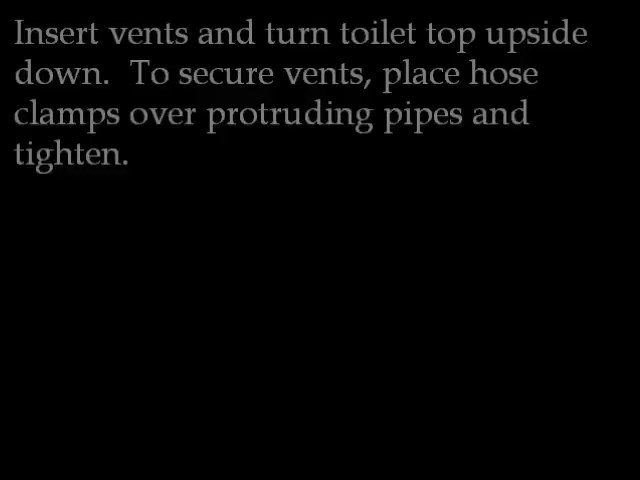 Insert vents and turn toilet top upside
down.  To secure vents, place hose
clamps over protruding pipes and
tighten.